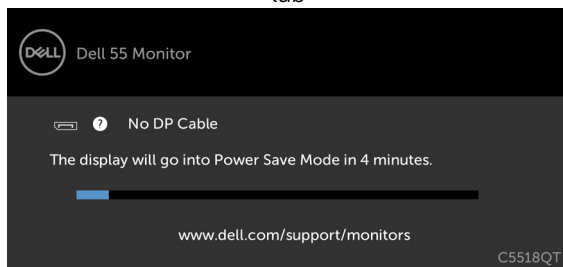 DELL
Dell 55 Monitor
? No DP Cable
The display will go into Power Save Mode in 4 minutes.
www.dell.com/support/monitors
C5518QT